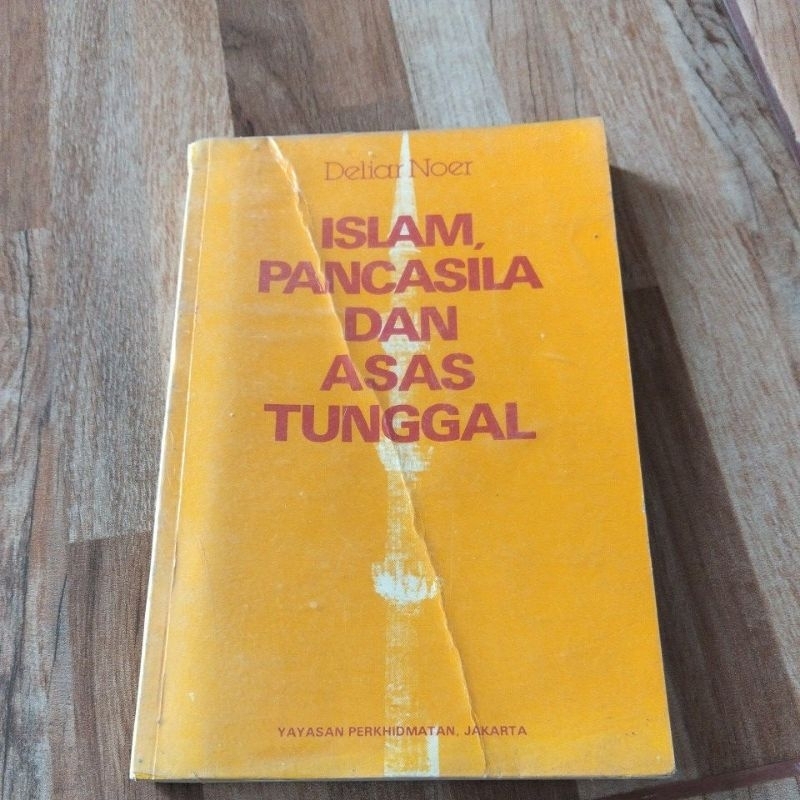 Deliar Noer
ISLAM,
PANCASILA
DAN
ASAS
TUNGGAL
YAYASAN PERKHIDMATAN, JAKARTA